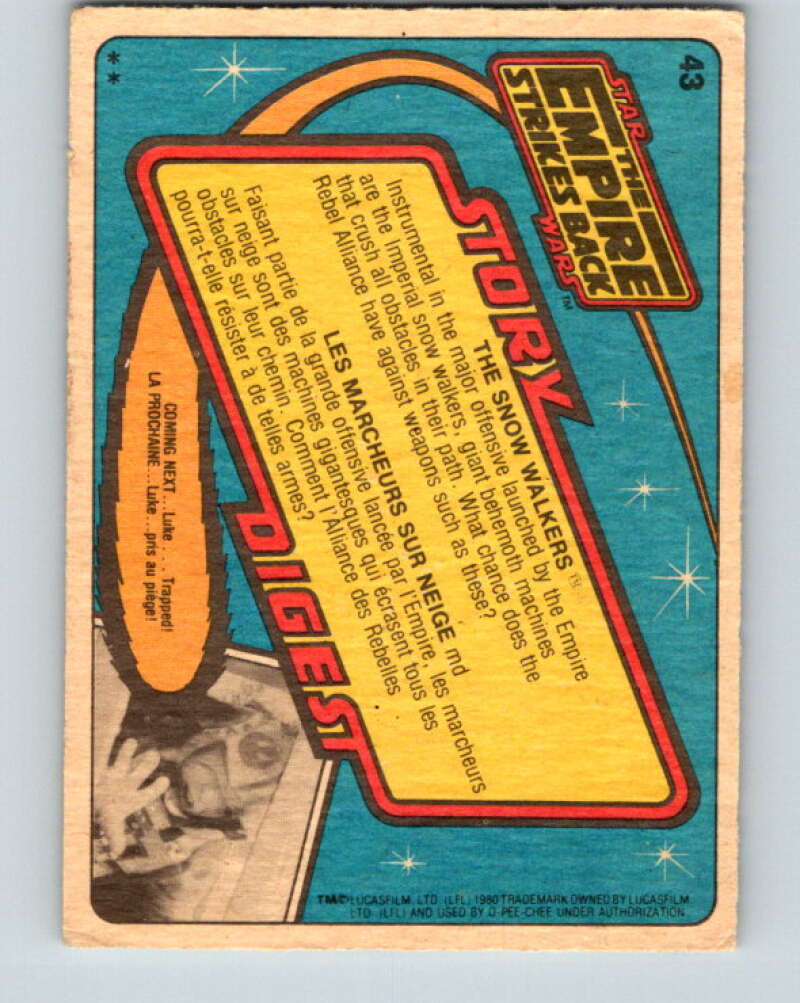 43
STAR
THE
EMPIRE
STRIKES BACK
WARS™
STORY
THE SNOW WALKERS
Instrumental in the major offensive launched by the Empire
are the Imperial snow walkers, giant behemoth machines
that crush all obstacles in their path. What chance does the
Rebel Alliance have against weapons such as these?
LES MARCHEURS SUR NEIGE md
Faisant partie de la grande offensive lancée par l'Empire, les marcheurs
sur neige sont des machines gigantesques qui écrasent tous les
obstacles sur leur chemin. Comment l'Alliance des Rebelles
pourra-t-elle résister à de telles armes?
DIGEST
COMING NEXT...Luke... Trapped!
LA PROCHAINE...Luke...pris au piège!
TM©LUCASFILM, LTD. (LFL) 1980 TRADEMARK OWNED BY LUCASFILM
LTD. (LFL) AND USED BY O-PEE-CHEE UNDER AUTHORIZATION.
**